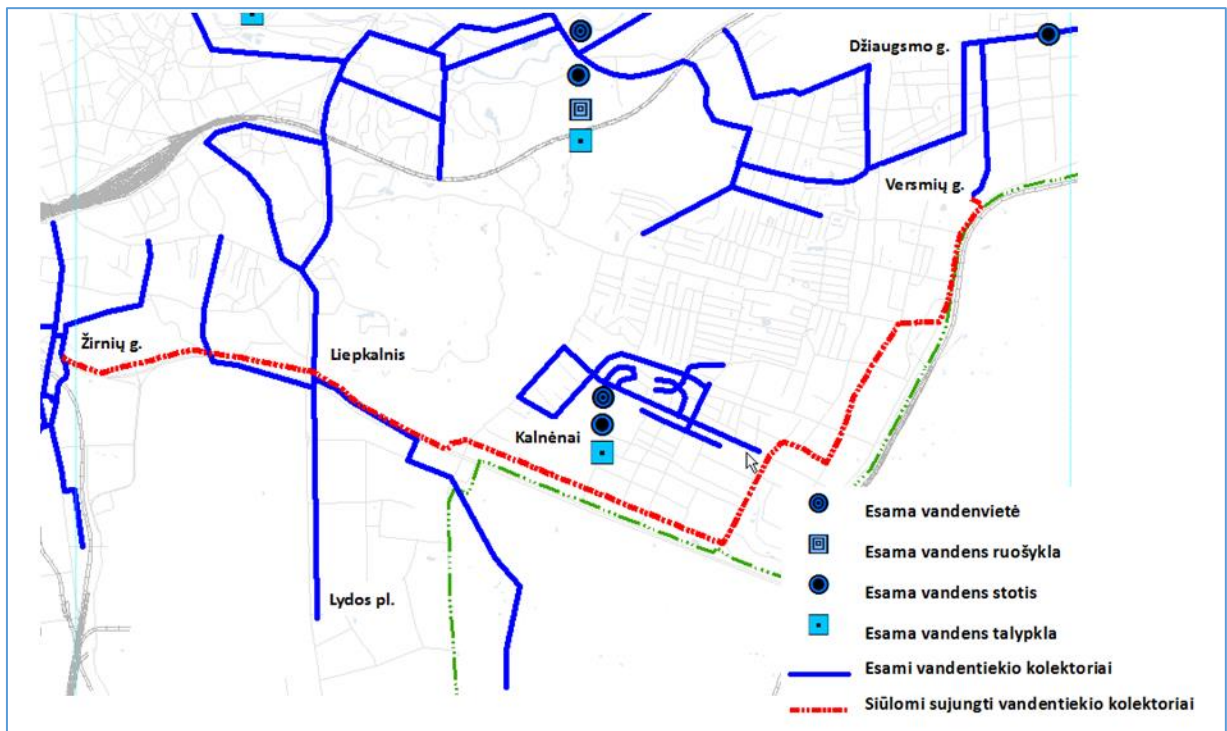 Džiaugsmo g.
Versmių g.
Žirnių g.
Liepkalnis
Kalnėnai
Lydos pl.
Esama vandenvietė
Esama vandens ruošykla
Esama vandens stotis
Esama vandens talypkla
Esami vandentiekio kolektoriai
Siūlomi sujungti vandentiekio kolektoriai